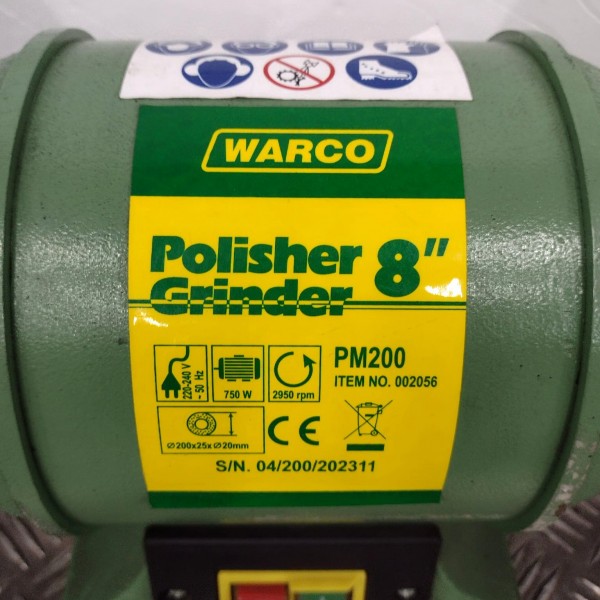 WARCO
Polisher 8"
Grinder
220-240 V
~ 50 Hz
750 W
2950 rpm
PM200
ITEM NO. 002056
Ø200x25xØ20mm
CE
S/N. 04/200/202311